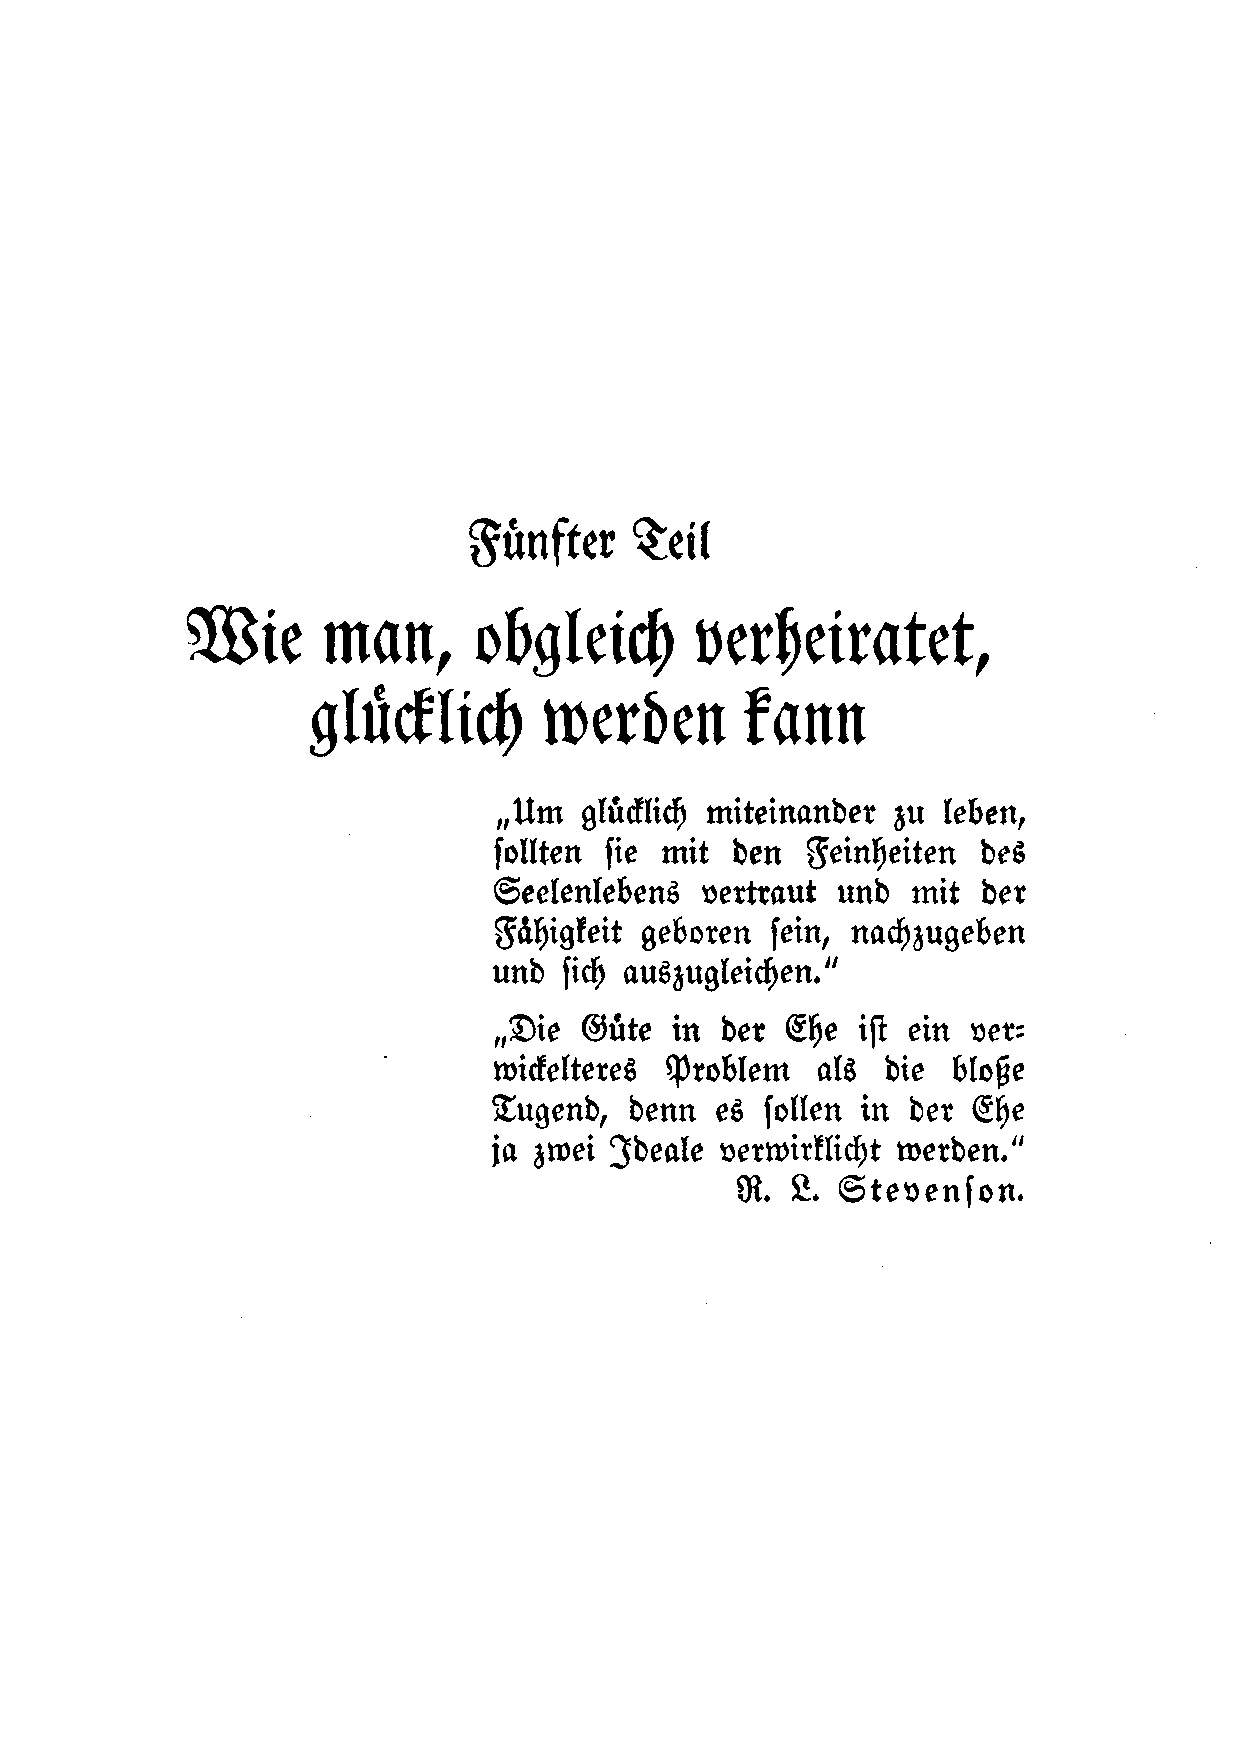 Fünfter Teil
Wie man, obgleich verheiratet,
glücklich werden kann
„Um glücklich miteinander zu leben,
ſollten ſie mit den Feinheiten des
Seelenlebens vertraut und mit der
Fähigkeit geboren ſein, nachzugeben
und ſich auszugleichen.“
„Die Güte in der Ehe iſt ein ver⸗
wickelteres Problem als die bloße
Tugend, denn es ſollen in der Ehe
ja zwei Ideale verwirklicht werden.“
R. L. Stevenſon.